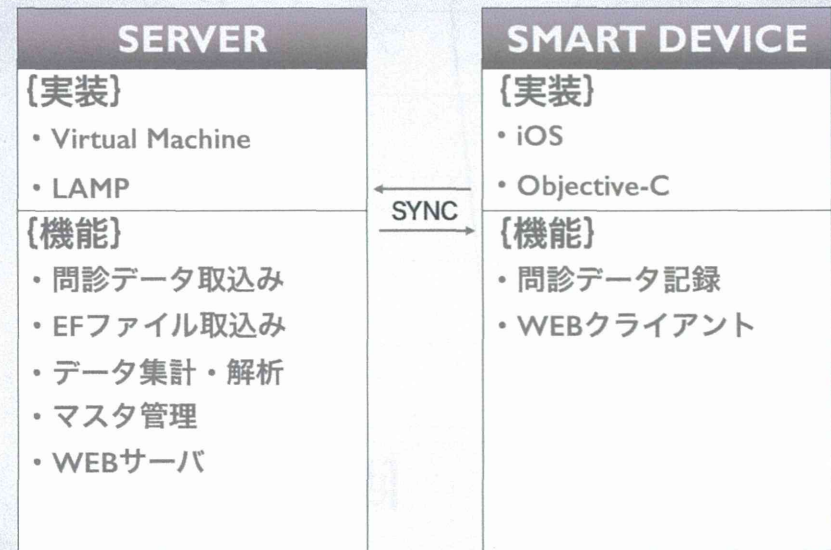 SERVER
{実装}
・Virtual Machine
・LAMP
{機能}
・問診データ取込み
・EFファイル取込み
・データ集計・解析
・マスタ管理
・WEBサーバ
SYNC
SMART DEVICE
{実装}
・iOS
・Objective-C
{機能}
・問診データ記録
・WEBクライアント